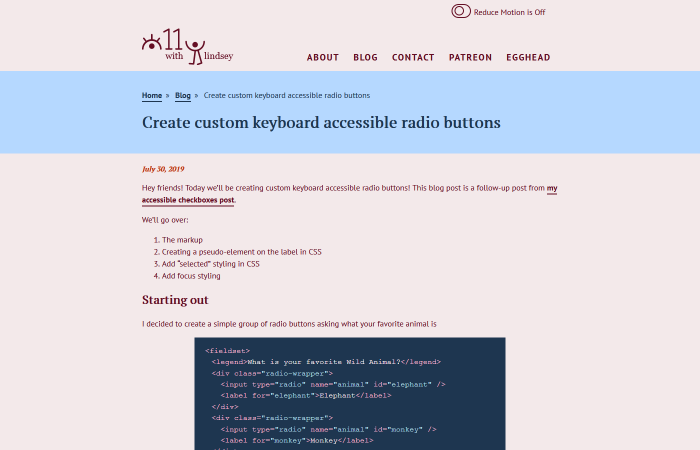 Reduce Motion is Off
a11
with lindsey
ABOUT BLOG CONTACT PATREON EGGHEAD
Home » Blog » Create custom keyboard accessible radio buttons
Create custom keyboard accessible radio buttons
July 30, 2019
Hey friends! Today we'll be creating custom keyboard accessible radio buttons! This blog post is a follow-up post from my
accessible checkboxes post.
We'll go over:
1. The markup
2. Creating a pseudo-element on the label in CSS
3. Add "selected" styling in CSS
4. Add focus styling
Starting out
I decided to create a simple group of radio buttons asking what your favorite animal is
<fieldset>
<legend>What is your favorite Wild Animal?</legend>
<div class="radio-wrapper">
<input type="radio" name="animal" id="elephant" />
<label for="elephant">Elephant</label>
</div>
<div class="radio-wrapper">
<input type="radio" name="animal" id="monkey" />
<label for="monkey">Monkey</label>